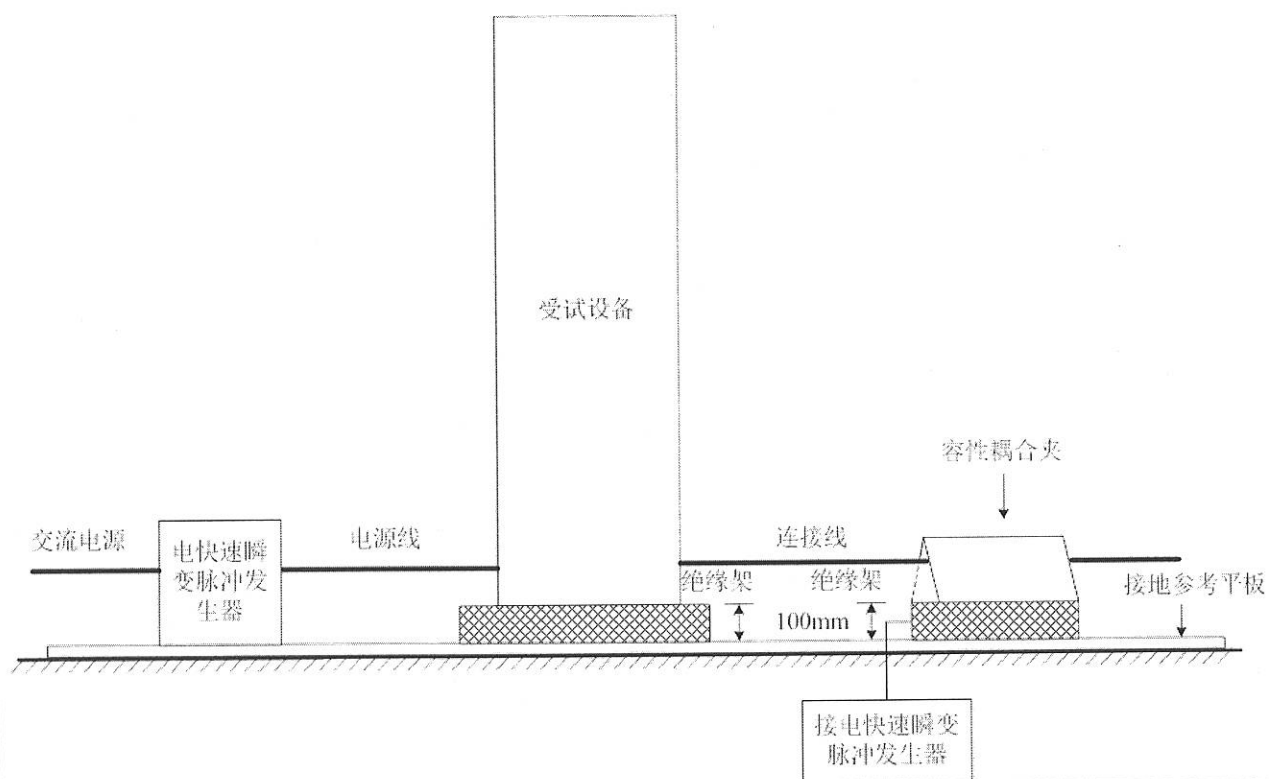 受试设备
容性耦合夹
交流电源
电快速瞬
变脉冲发
生器
电源线
连接线
绝缘架
绝缘架
100mm
接地参考平板
接电快速瞬变
脉冲发生器